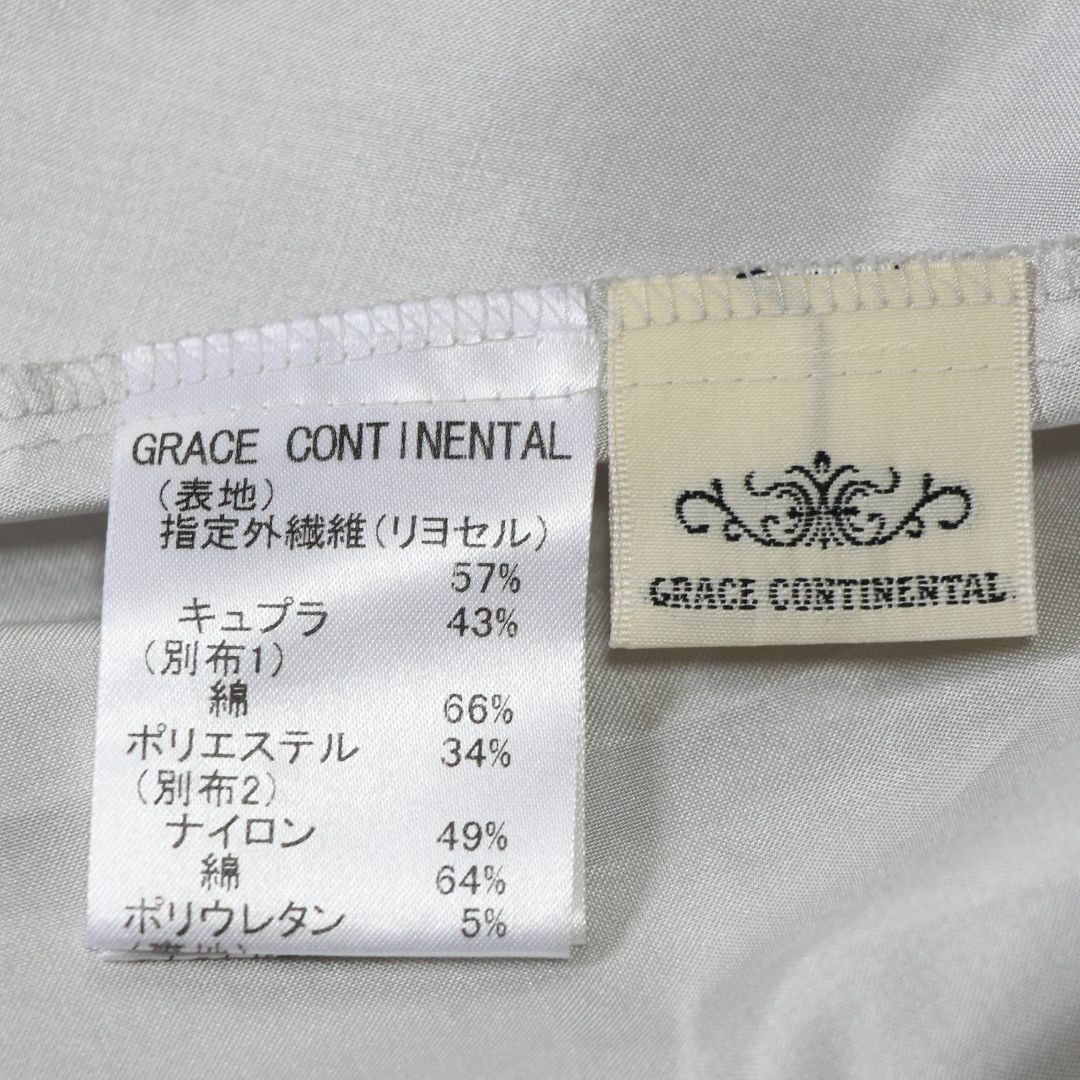 GRACE CONTINENTAL
(表地)
指定外繊維(リヨセル)
57%
キュプラ 43%
(別布1)
綿 66%
ポリエステル 34%
(別布2)
ナイロン 49%
綿 64%
ポリウレタン 5%
GRACE CONTINENTAL